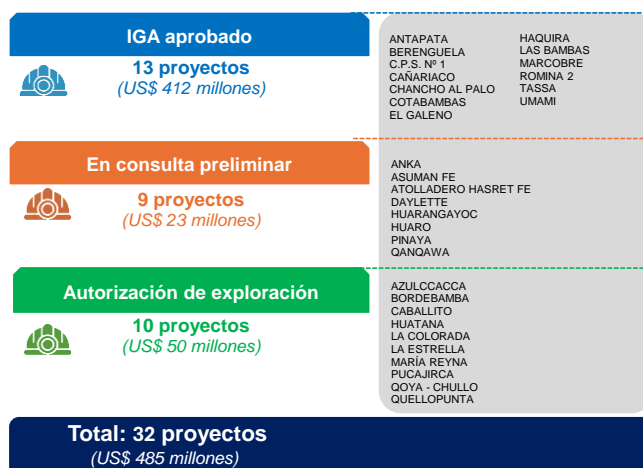 IGA aprobado
13 proyectos
(US$ 412 millones)
ANTAPATA
BERENGUELA
C.P.S. Nº 1
CAÑARIACO
CHANCHO AL PALO
COTABAMBAS
EL GALENO
HAQUIRA
LAS BAMBAS
MARCOBRE
ROMINA 2
TASSA
UMAMI
En consulta preliminar
9 proyectos
(US$ 23 millones)
ANKA
ASUMAN FE
ATOLLADERO HASRET FE
DAYLETTE
HUARANGAYOC
HUARO
PINAYA
QANQAWA
Autorización de exploración
10 proyectos
(US$ 50 millones)
AZULCCACCA
BORDEBAMBA
CABALLITO
HUATANA
LA COLORADA
LA ESTRELLA
MARÍA REYNA
PUCAJIRCA
QOYA - CHULLO
QUELLOPUNTA
Total: 32 proyectos
(US$ 485 millones)